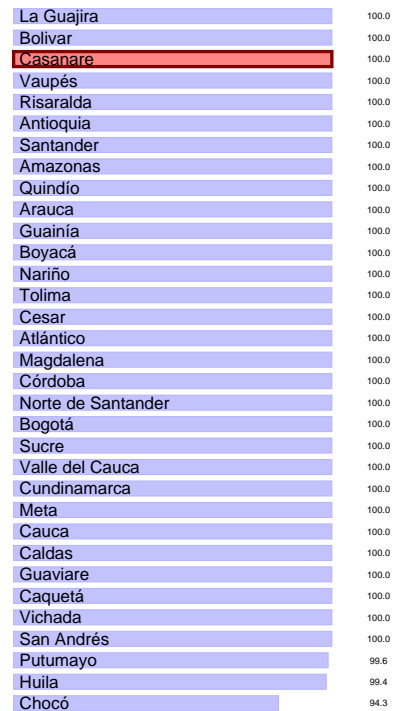 La Guajira 100.0
Bolivar 100.0
Casanare 100.0
Vaupés 100.0
Risaralda 100.0
Antioquia 100.0
Santander 100.0
Amazonas 100.0
Quindío 100.0
Arauca 100.0
Guainía 100.0
Boyacá 100.0
Nariño 100.0
Tolima 100.0
Cesar 100.0
Atlántico 100.0
Magdalena 100.0
Córdoba 100.0
Norte de Santander 100.0
Bogotá 100.0
Sucre 100.0
Valle del Cauca 100.0
Cundinamarca 100.0
Meta 100.0
Cauca 100.0
Caldas 100.0
Guaviare 100.0
Caquetá 100.0
Vichada 100.0
San Andrés 100.0
Putumayo 99.6
Huila 99.4
Chocó 94.3